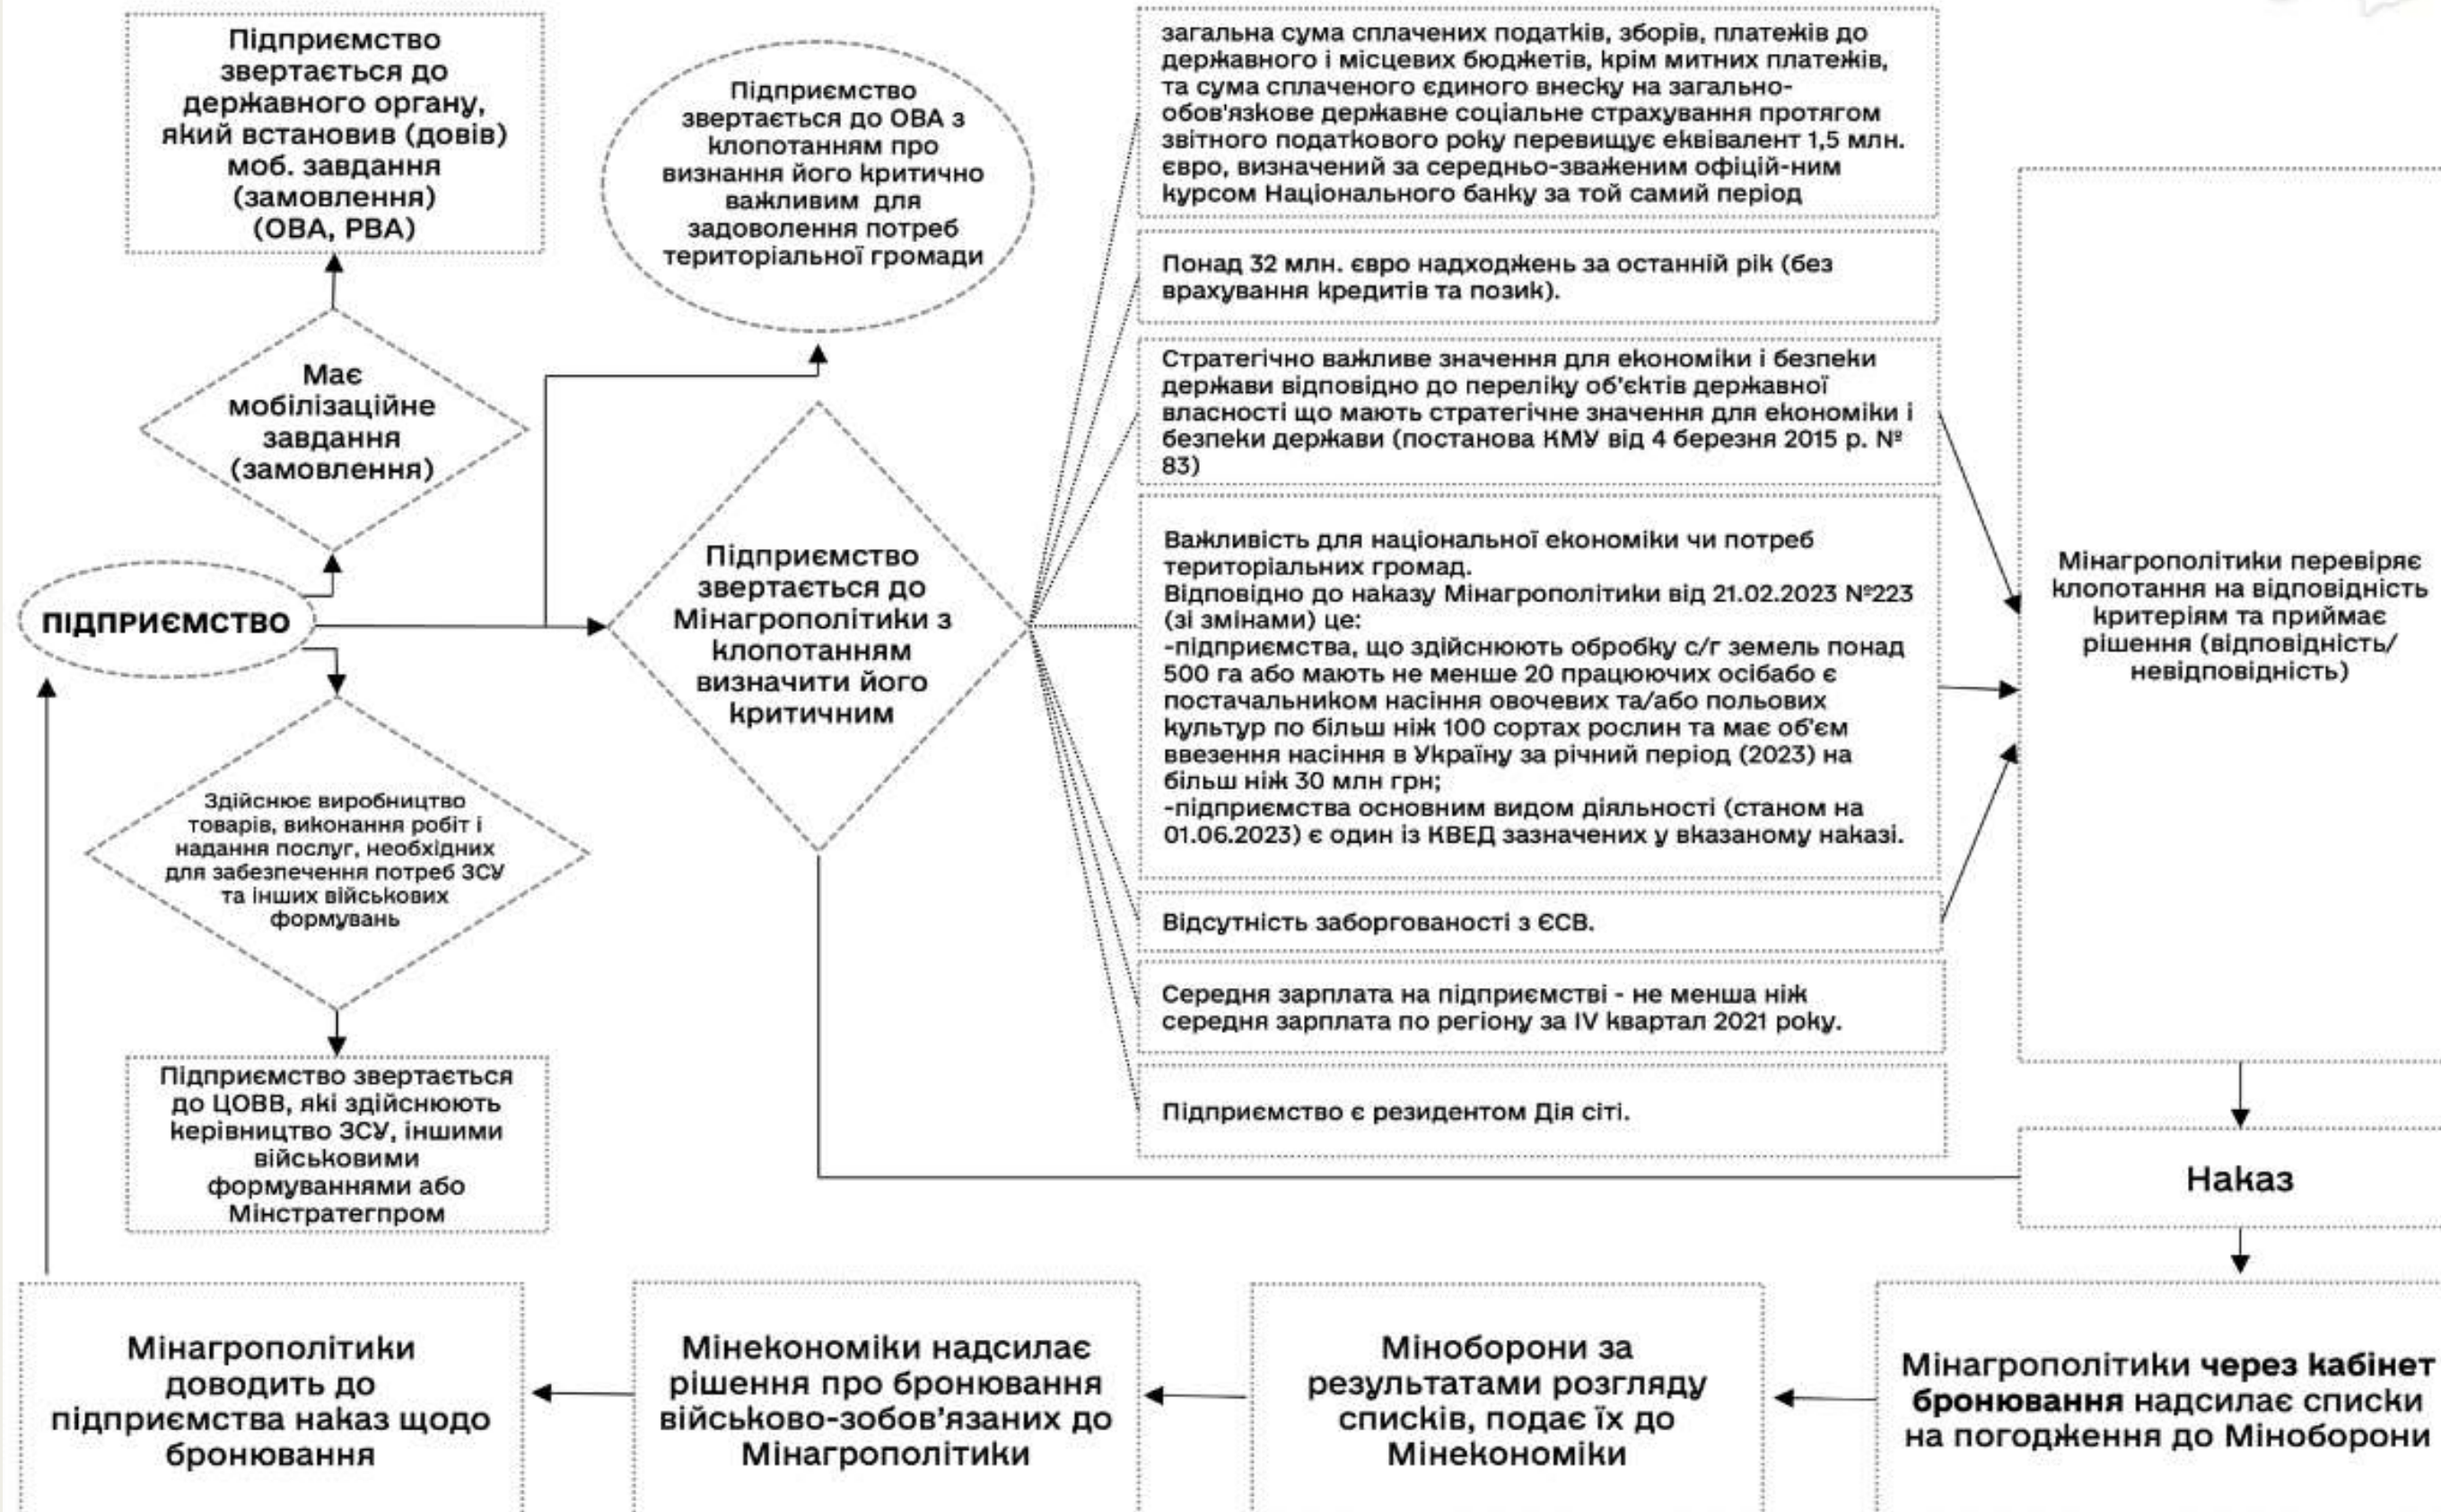 Підприємство
звертається до
державного органу,
який встановив (довів)
моб. завдання
(замовлення)
(ОВА, РВА)
Має
мобілізаційне
завдання
(замовлення)
ПІДПРИЄМСТВО
Здійснює виробництво
товарів, виконання робіт і
надання послуг, необхідних
для забезпечення потреб ЗСУ
та інших військових
формувань
Підприємство звертається
до ЦОВВ, які здійснюють
керівництво ЗСУ, іншими
військовими
формуваннями або
Мінстратегпром
Підприємство
звертається до ОВА з
клопотанням про
визнання його критично
важливим для
задоволення потреб
територіальної громади
Підприємство
звертається до
Мінагрополітики з
клопотанням
визначити його
критичним
загальна сума сплачених податків, зборів, платежів до
державного і місцевих бюджетів, крім митних платежів,
та сума сплаченого єдиного внеску на загально-
обов'язкове державне соціальне страхування протягом
звітного податкового року перевищує еквівалент 1,5 млн.
євро, визначений за середньо-зваженим офіцій-ним
курсом Національного банку за той самий період
Понад 32 млн. євро надходжень за останній рік (без
врахування кредитів та позик).
Стратегічно важливе значення для економіки і безпеки
держави відповідно до переліку об'єктів державної
власності що мають стратегічне значення для економіки і
безпеки держави (постанова КМУ від 4 березня 2015 р. №
83)
Важливість для національної економіки чи потреб
територіальних громад.
Відповідно до наказу Мінагрополітики від 21.02.2023 №223
(зі змінами) це:
-підприємства, що здійснюють обробку с/г земель понад
500 га або мають не менше 20 працюючих осібабо є
постачальником насіння овочевих та/або польових
культур по більш ніж 100 сортах рослин та має об'єм
ввезення насіння в Україну за річний період (2023) на
більш ніж 30 млн грн;
-підприємства основним видом діяльності (станом на
01.06.2023) є один із КВЕД зазначених у вказаному наказі.
Відсутність заборгованості з ЄСВ.
Середня зарплата на підприємстві - не менша ніж
середня зарплата по регіону за IV квартал 2021 року.
Підприємство є резидентом Дія сіті.
Мінагрополітики перевіряє
клопотання на відповідність
критеріям та приймає
рішення (відповідність/
невідповідність)
Наказ
Мінагрополітики
доводить до
підприємства наказ щодо
бронювання
Мінекономіки надсилає
рішення про бронювання
військово-зобов'язаних до
Мінагрополітики
Міноборони за
результатами розгляду
списків, подає їх до
Мінекономіки
Мінагрополітики через кабінет
бронювання надсилає списки
на погодження до Міноборони